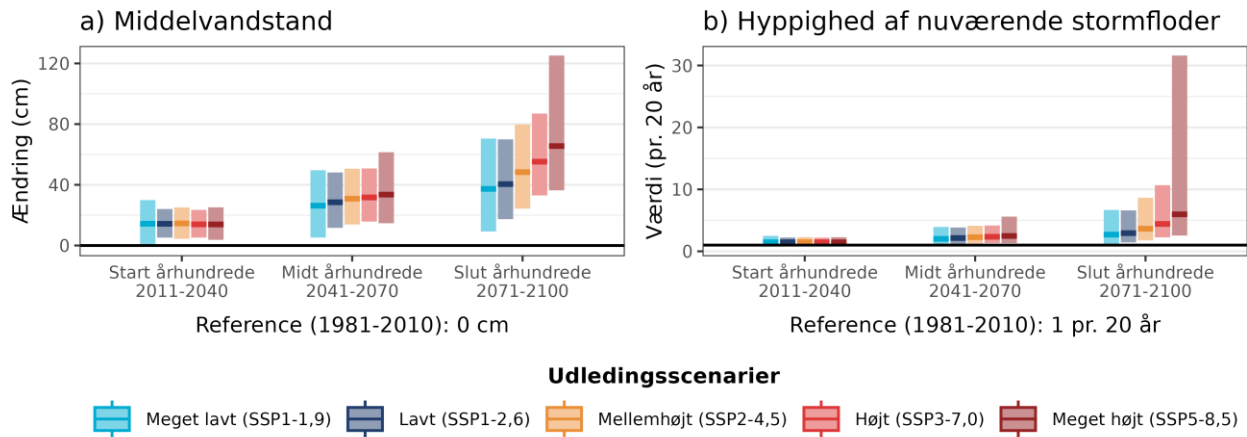 a) Middelvandstand
Ændring (cm)
120
80
40
0
Start århundrede
2011-2040
Midt århundrede
2041-2070
Slut århundrede
2071-2100
Reference (1981-2010): 0 cm
b) Hyppighed af nuværende stormfloder
Værdi (pr. 20 år)
30
20
10
0
Start århundrede
2011-2040
Midt århundrede
2041-2070
Slut århundrede
2071-2100
Reference (1981-2010): 1 pr. 20 år
Udledingsscenarier
Meget lavt (SSP1-1,9)
Lavt (SSP1-2,6)
Mellemhøjt (SSP2-4,5)
Højt (SSP3-7,0)
Meget højt (SSP5-8,5)